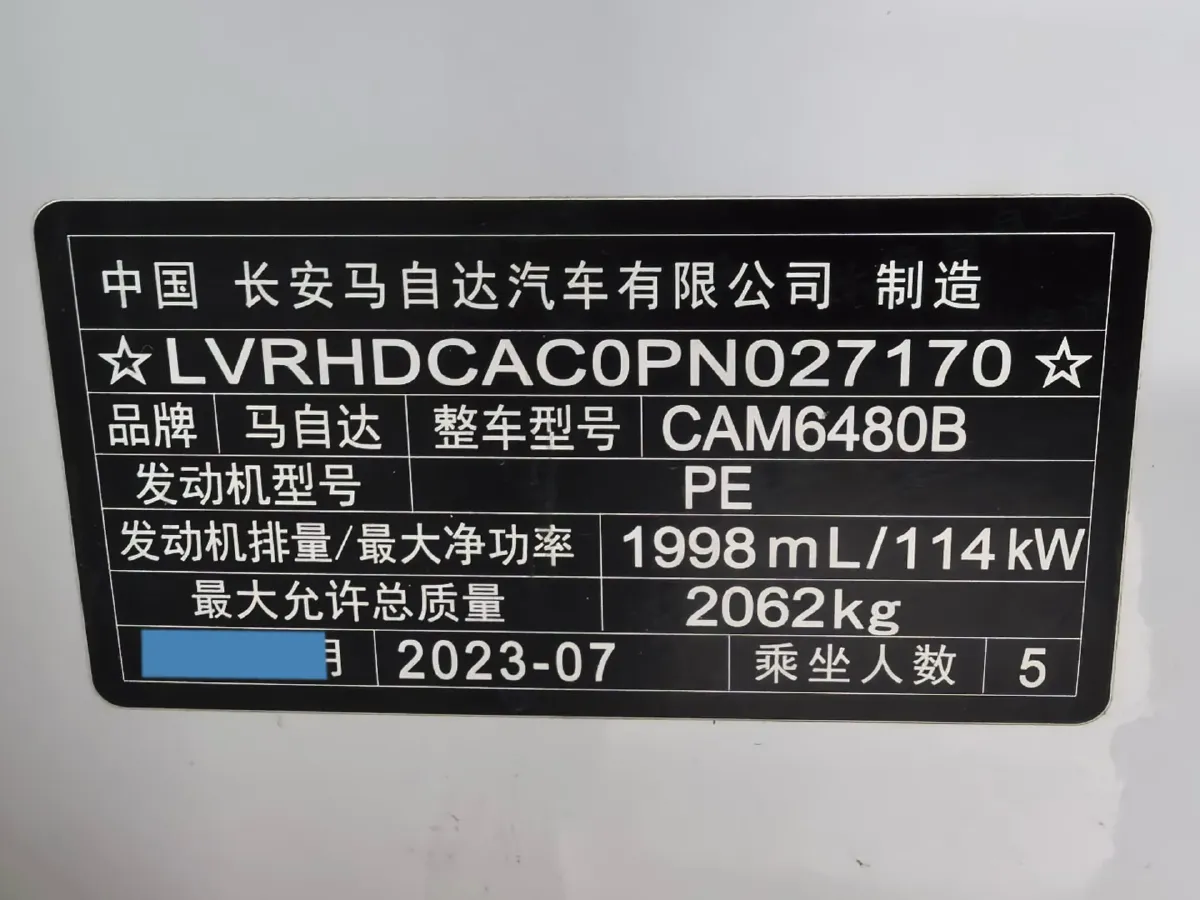 中国 长安马自达汽车有限公司 制造
☆LVRHDCAC0PN027170☆
品牌 马自达 整车型号 CAM6480B
发动机型号 PE
发动机排量/最大净功率 1998mL/114kW
最大允许总质量 2062kg
月 2023-07 乘坐人数 5